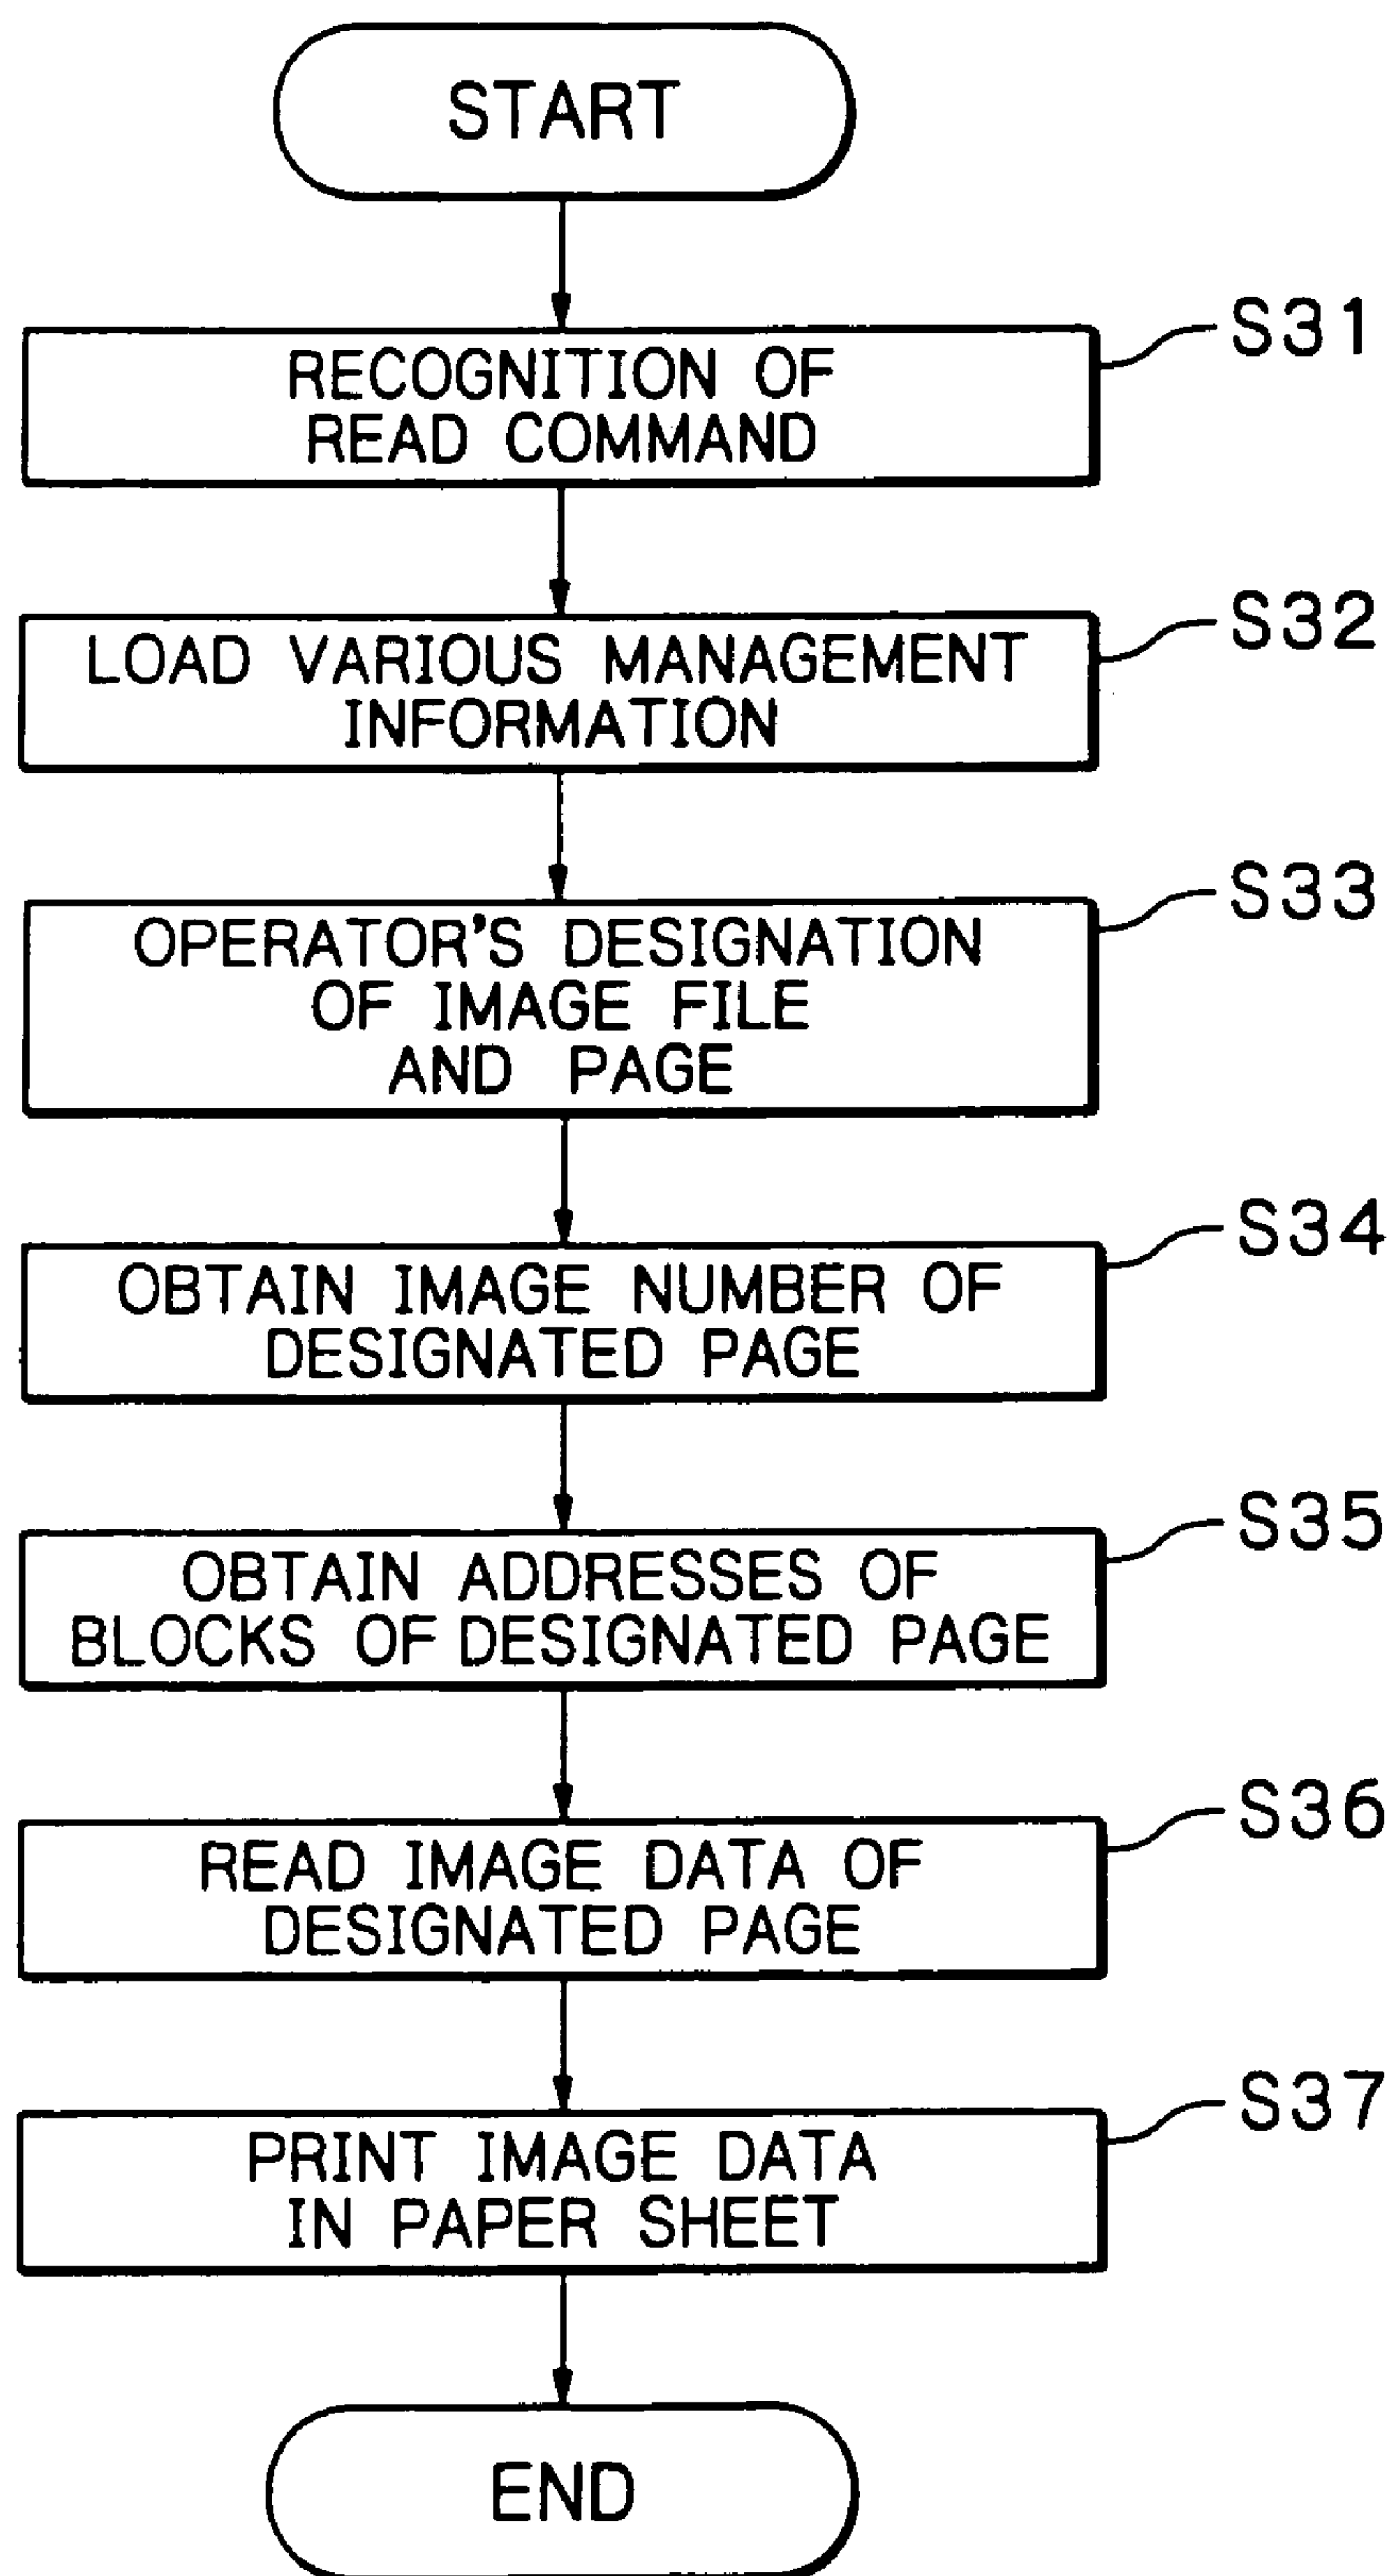 START
S31
RECOGNITION OF
READ COMMAND
S32
LOAD VARIOUS MANAGEMENT
INFORMATION
S33
OPERATOR'S DESIGNATION
OF IMAGE FILE
AND PAGE
S34
OBTAIN IMAGE NUMBER OF
DESIGNATED PAGE
S35
OBTAIN ADDRESSES OF
BLOCKS OF DESIGNATED PAGE
S36
READ IMAGE DATA OF
DESIGNATED PAGE
S37
PRINT IMAGE DATA
IN PAPER SHEET
END